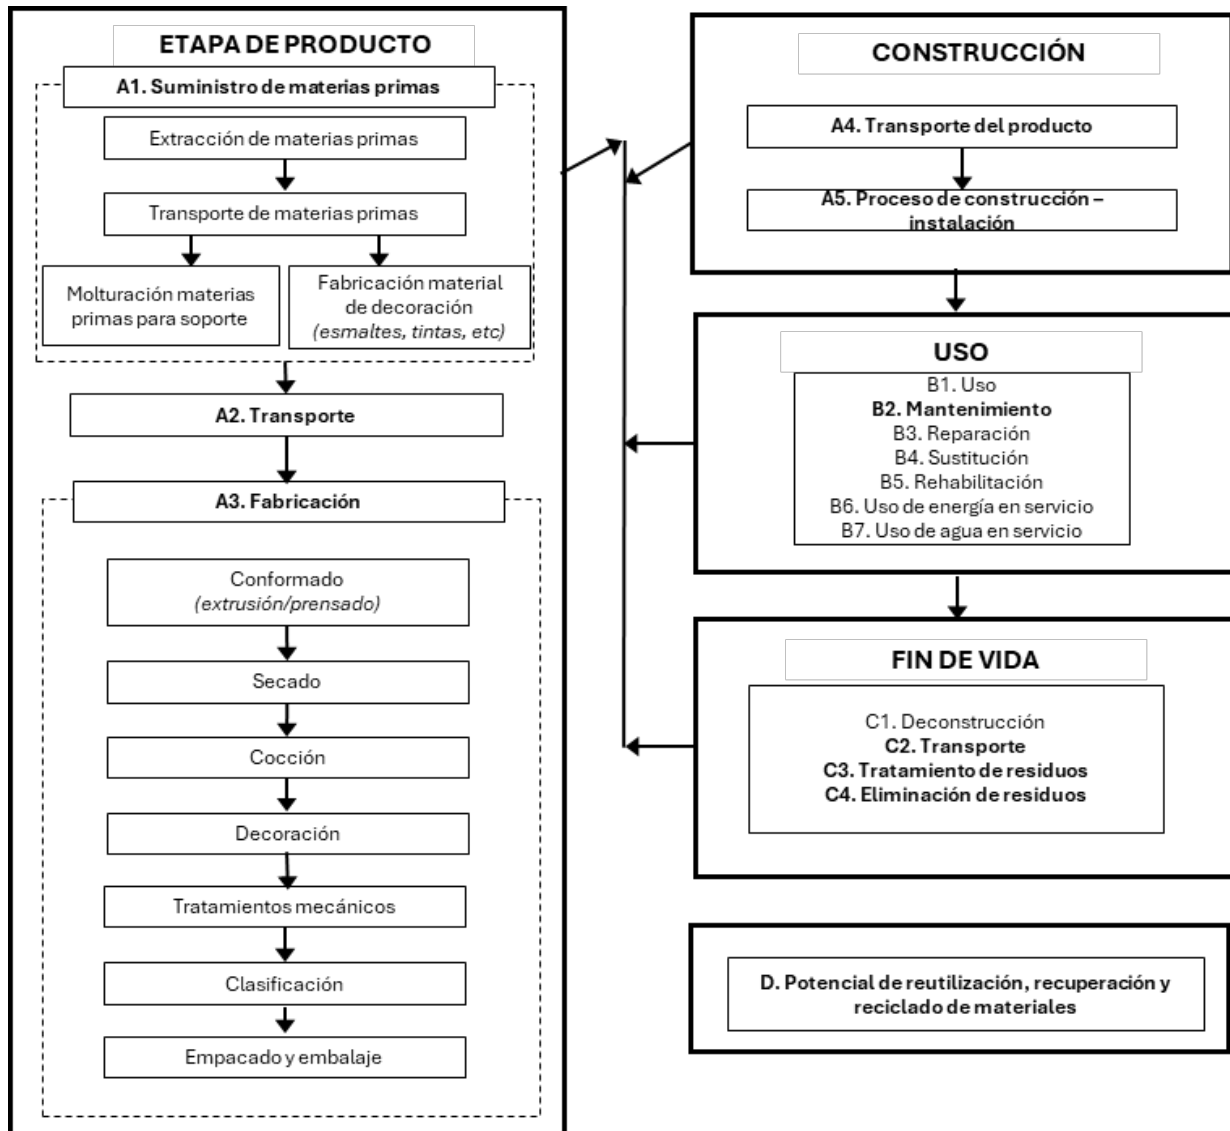 ETAPA DE PRODUCTO
A1. Suministro de materias primas
Extracción de materias primas
Transporte de materias primas
Molturación materias
primas para soporte
Fabricación material
de decoración
(esmaltes, tintas, etc)
A2. Transporte
A3. Fabricación
Conformado
(extrusión/prensado)
Secado
Cocción
Decoración
Tratamientos mecánicos
Clasificación
Empacado y embalaje
CONSTRUCCIÓN
A4. Transporte del producto
A5. Proceso de construcción –
instalación
USO
B1. Uso
B2. Mantenimiento
B3. Reparación
B4. Sustitución
B5. Rehabilitación
B6. Uso de energía en servicio
B7. Uso de agua en servicio
FIN DE VIDA
C1. Deconstrucción
C2. Transporte
C3. Tratamiento de residuos
C4. Eliminación de residuos
D. Potencial de reutilización, recuperación y
reciclado de materiales